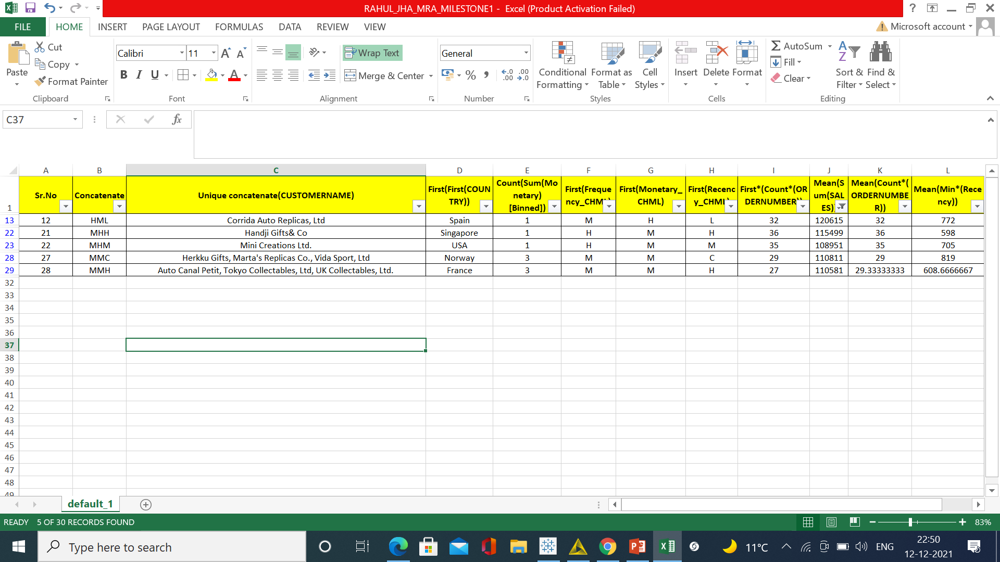 RAHUL_JHA_MRA_MILESTONE1 - Excel (Product Activation Failed)
FILE HOME INSERT PAGE LAYOUT FORMULAS DATA REVIEW VIEW Microsoft account
Paste Cut Copy Format Painter Clipboard
Calibri 11 B I U Font
Wrap Text Merge & Center Alignment
General % Number
Conditional Formatting Format as Table Cell Styles Styles
Insert Delete Format Cells
AutoSum Fill Clear Sort & Filter Find & Select Editing
C37 fx
A B C D E F G H I J K L
1 Sr.No Concatenate Unique concatenate(CUSTOMERNAME) First(First(COUNTRY)) Count(Sum(Monetary) [Binned]) First(Frequency_CHML) First(Monetary_CHML) First(Recency_CHML) First*(Count*(ORDERNUMBER)) Mean(Sum(SALES)) Mean(Count*(ORDERNUMBER)) Mean(Min*(Recency))
13 12 HML Corrida Auto Replicas, Ltd Spain 1 M H L 32 120615 32 772
22 21 MHH Handji Gifts& Co Singapore 1 H M H 36 115499 36 598
23 22 MHM Mini Creations Ltd. USA 1 H M M 35 108951 35 705
28 27 MMC Herkku Gifts, Marta's Replicas Co., Vida Sport, Ltd Norway 3 M M C 29 110811 29 819
29 28 MMH Auto Canal Petit, Tokyo Collectables, Ltd, UK Collectables, Ltd. France 3 M M H 27 110581 29.33333333 608.6666667
32
33
34
35
36
37
38
39
40
41
42
43
44
45
46
47
48
49
default_1
READY 5 OF 30 RECORDS FOUND 83%
Type here to search 11°C ENG 22:50
12-12-2021